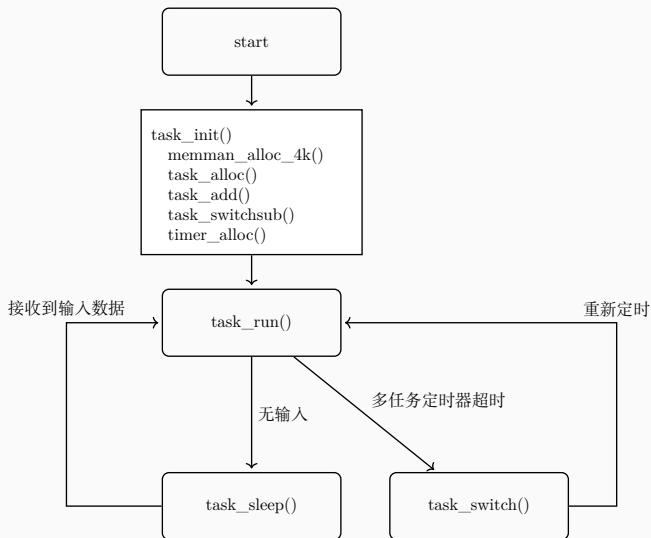 start
task_init()
memman_alloc_4k()
task_alloc()
task_add()
task_switchsub()
timer_alloc()
接收到输入数据
重新定时
task_run()
多任务定时器超时
无输入
task_sleep()
task_switch()